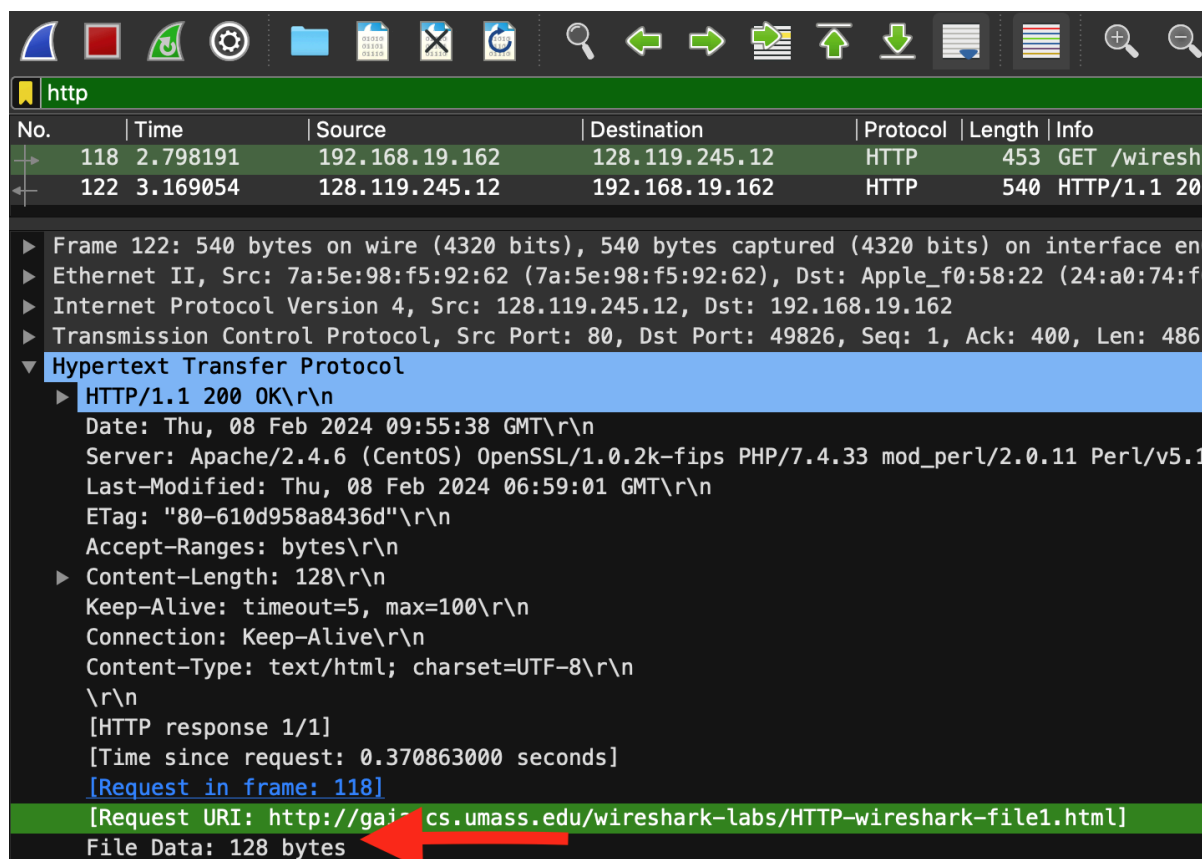 http
No. Time Source Destination Protocol Length Info
118 2.798191 192.168.19.162 128.119.245.12 HTTP 453 GET /wiresh
122 3.169054 128.119.245.12 192.168.19.162 HTTP 540 HTTP/1.1 20
Frame 122: 540 bytes on wire (4320 bits), 540 bytes captured (4320 bits) on interface en
Ethernet II, Src: 7a:5e:98:f5:92:62 (7a:5e:98:f5:92:62), Dst: Apple_f0:58:22 (24:a0:74:f
Internet Protocol Version 4, Src: 128.119.245.12, Dst: 192.168.19.162
Transmission Control Protocol, Src Port: 80, Dst Port: 49826, Seq: 1, Ack: 400, Len: 486
Hypertext Transfer Protocol
HTTP/1.1 200 OK\r\n
Date: Thu, 08 Feb 2024 09:55:38 GMT\r\n
Server: Apache/2.4.6 (CentOS) OpenSSL/1.0.2k-fips PHP/7.4.33 mod_perl/2.0.11 Perl/v5.1
Last-Modified: Thu, 08 Feb 2024 06:59:01 GMT\r\n
ETag: "80-610d958a8436d"\r\n
Accept-Ranges: bytes\r\n
Content-Length: 128\r\n
Keep-Alive: timeout=5, max=100\r\n
Connection: Keep-Alive\r\n
Content-Type: text/html; charset=UTF-8\r\n
\r\n
[HTTP response 1/1]
[Time since request: 0.370863000 seconds]
[Request in frame: 118]
[Request URI: http://gaia.cs.umass.edu/wireshark-labs/HTTP-wireshark-file1.html]
File Data: 128 bytes